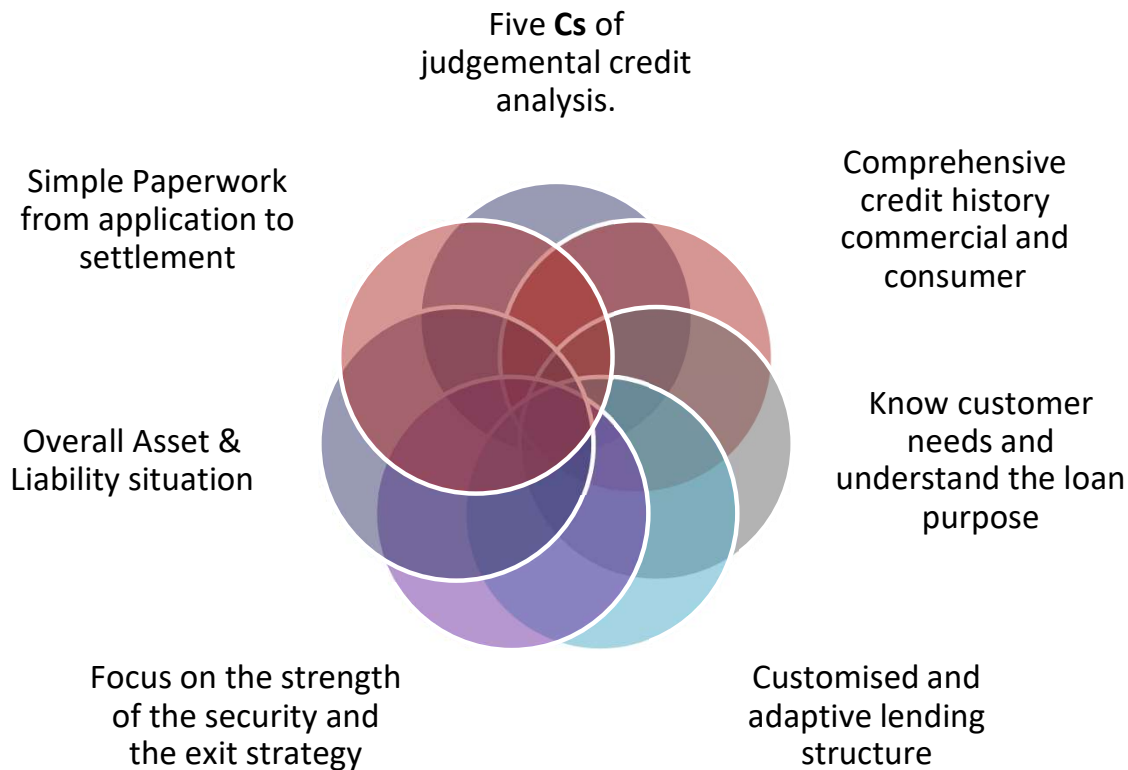 Five Cs of
judgemental credit
analysis.
Comprehensive
credit history
commercial and
consumer
Know customer
needs and
understand the loan
purpose
Customised and
adaptive lending
structure
Focus on the strength
of the security and
the exit strategy
Overall Asset &
Liability situation
Simple Paperwork
from application to
settlement